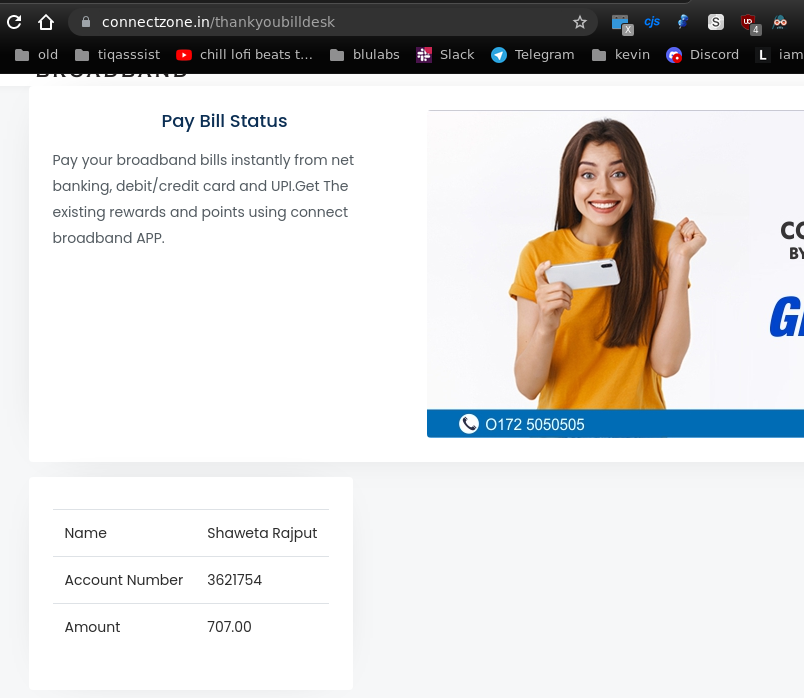 connectzone.in/thankyoubilldesk
old tiqasssist chill lofi beats t... blulabs Slack Telegram kevin Discord L iam
BROADBAND
Pay Bill Status
Pay your broadband bills instantly from net
banking, debit/credit card and UPI.Get The
existing rewards and points using connect
broadband APP.
CO
BY
O172 5050505
Name Shaweta Rajput
Account Number 3621754
Amount 707.00